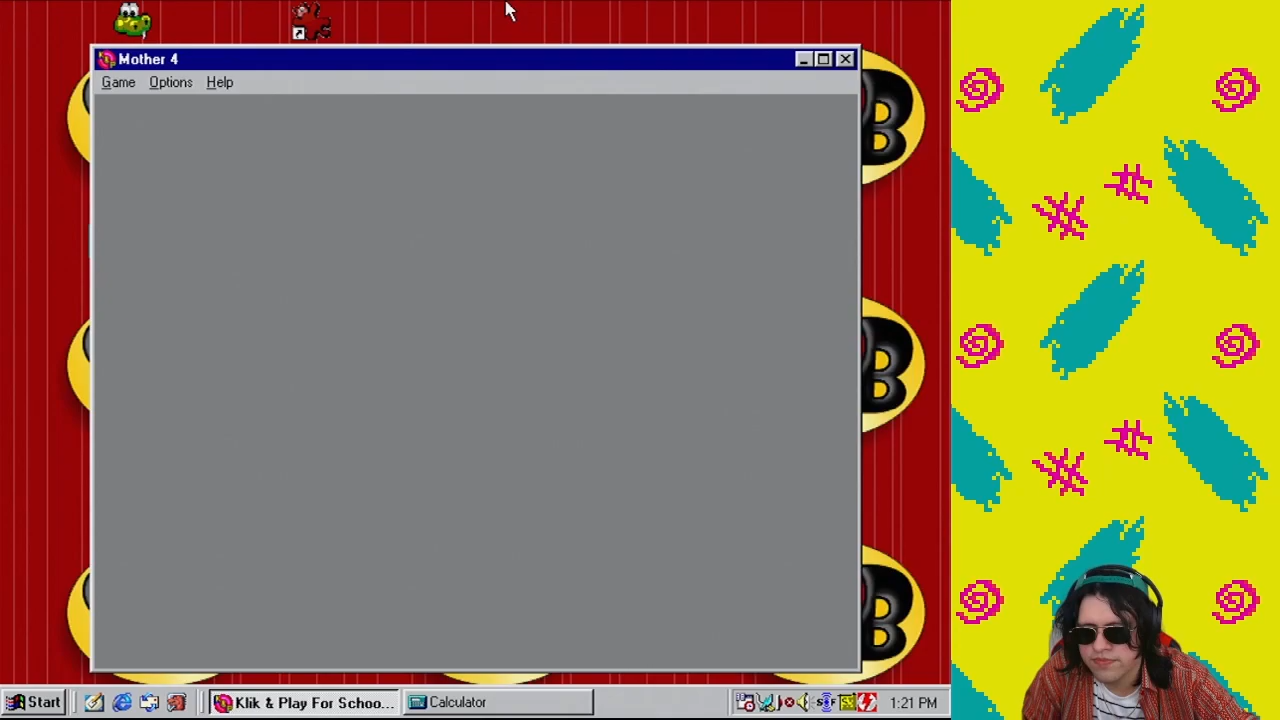 Mother 4
Game Options Help
B
B
B
Start
Klik & Play For Schoo...
Calculator
1:21 PM